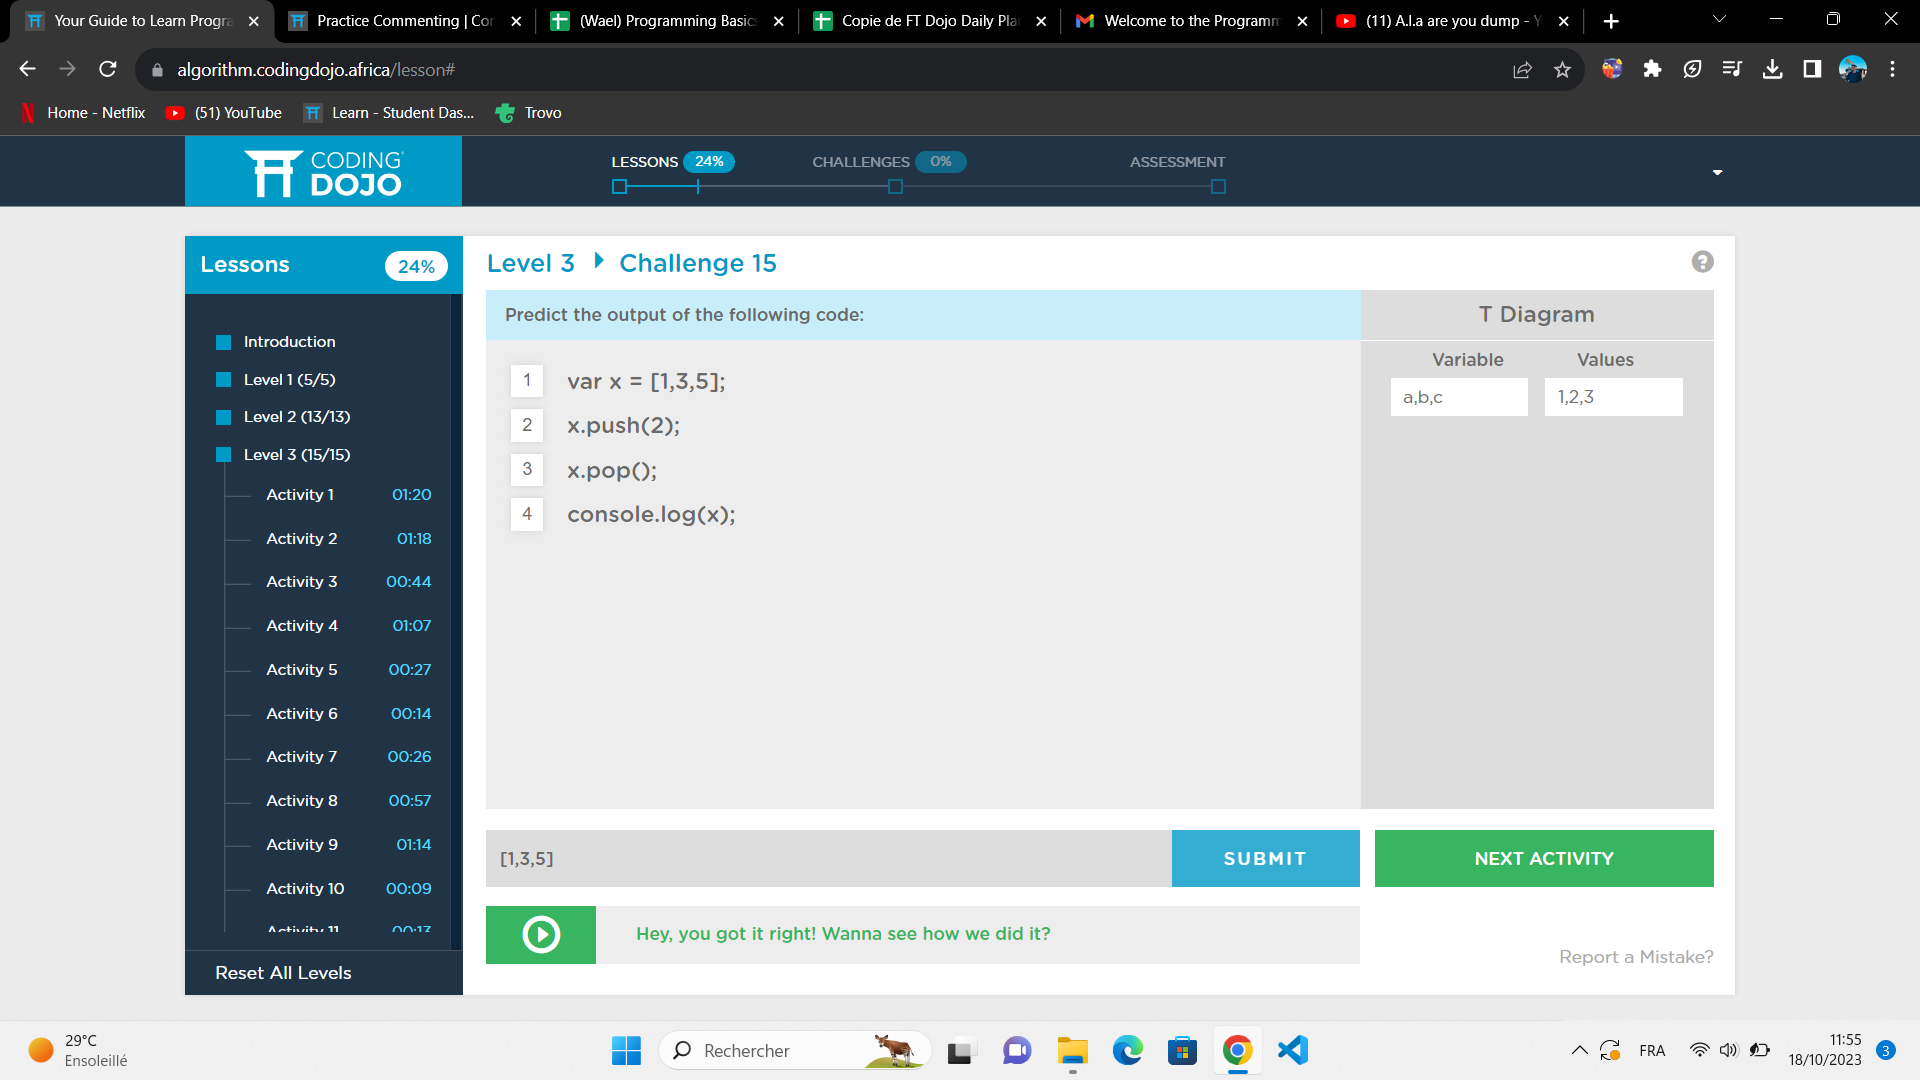 Your Guide to Learn Progra
Practice Commenting | Cor
(Wael) Programming Basic
Copie de FT Dojo Daily Pla
Welcome to the Programm
(11) A.l.a are you dump - Y
algorithm.codingdojo.africa/lesson#
Home - Netflix
(51) YouTube
Learn - Student Das...
Trovo
CODING
DOJO
LESSONS 24%
CHALLENGES 0%
ASSESSMENT
Lessons 24%
Introduction
Level 1 (5/5)
Level 2 (13/13)
Level 3 (15/15)
Activity 1 01:20
Activity 2 01:18
Activity 3 00:44
Activity 4 01:07
Activity 5 00:27
Activity 6 00:14
Activity 7 00:26
Activity 8 00:57
Activity 9 01:14
Activity 10 00:09
Activity 11 00:13
Reset All Levels
Level 3 Challenge 15
?
Predict the output of the following code:
1 var x = [1,3,5];
2 x.push(2);
3 x.pop();
4 console.log(x);
T Diagram
Variable Values
a,b,c 1,2,3
[1,3,5]
SUBMIT
NEXT ACTIVITY
Hey, you got it right! Wanna see how we did it?
Report a Mistake?
29°C
Ensoleillé
Rechercher
FRA
11:55
18/10/2023
3